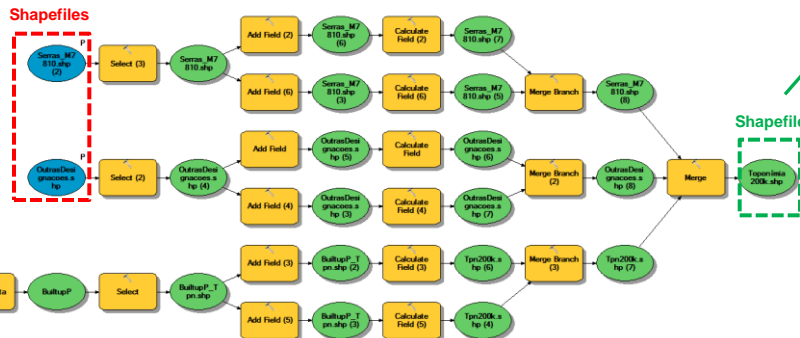 Shapefiles
P
Serras_M7
810.shp
(2)
Select (3)
Serras_M7
810.shp
Add Field (2)
Serras_M7
810.shp
(6)
Calculate
Field (2)
Serras_M7
810.shp (7)
Add Field (6)
Serras_M7
810.shp
(3)
Calculate
Field (6)
Serras_M7
810.shp (5)
Merge Branch
Serras_M7
810.shp
(8)
Shapefile
P
OutrasDesi
gnacoes.s
hp
Select (2)
OutrasDesi
gnacoes.s
hp (4)
Add Field
OutrasDesi
gnacoes.s
hp (5)
Calculate
Field
OutrasDesi
gnacoes.s
hp (6)
Add Field (4)
OutrasDesi
gnacoes.s
hp (3)
Calculate
Field (4)
OutrasDesi
gnacoes.s
hp (7)
Merge Branch
(2)
OutrasDesi
gnacoes.s
hp (8)
Merge
Toponimia
200k.shp
ta
BuiltupP
Select
BuiltupP_T
pn.shp
Add Field (3)
BuiltupP_T
pn.shp (2)
Calculate
Field (3)
Tpn200k.s
hp (6)
Add Field (5)
BuiltupP_T
pn.shp (3)
Calculate
Field (5)
Tpn200k.s
hp (4)
Merge Branch
(3)
Tpn200k.s
hp (7)